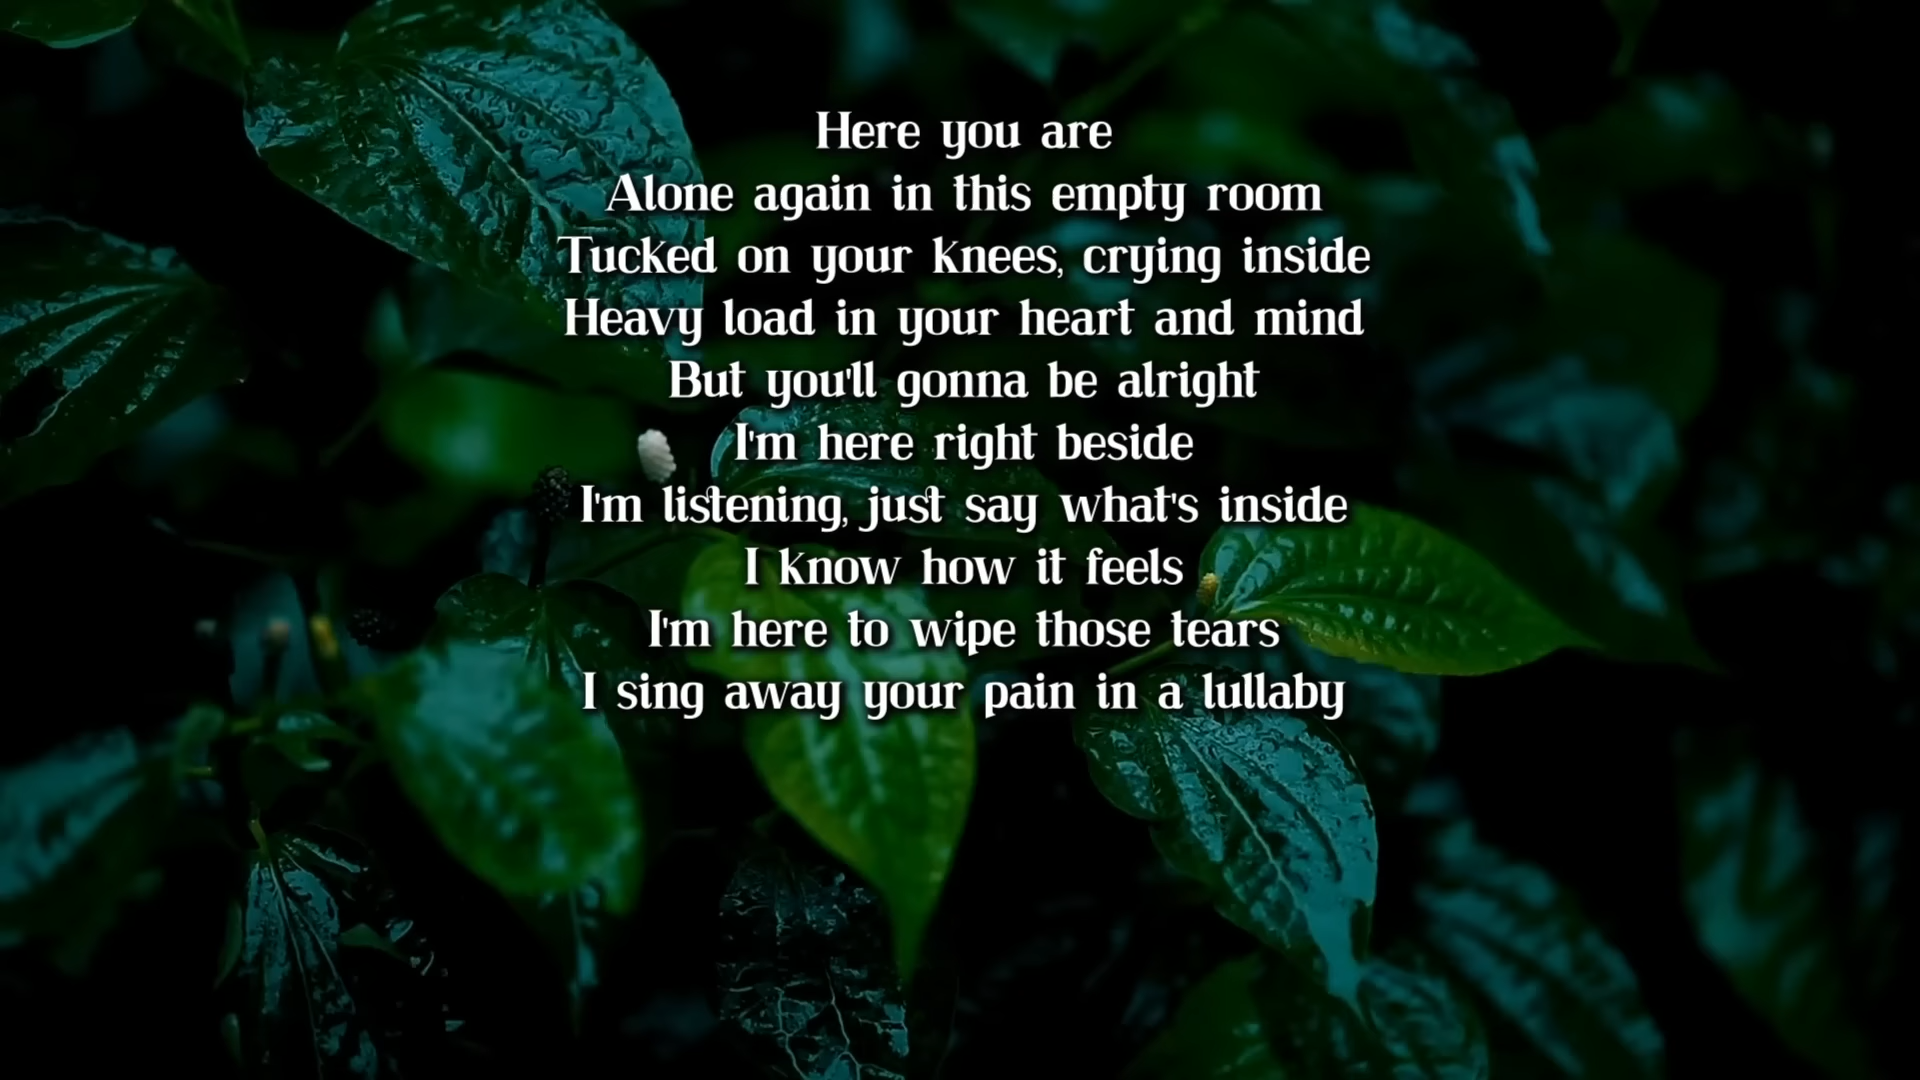 Here you are
Alone again in this empty room
Tucked on your knees, crying inside
Heavy load in your heart and mind
But you'll gonna be alright
I'm here right beside
I'm listening, just say what's inside
I know how it feels
I'm here to wipe those tears
I sing away your pain in a lullaby